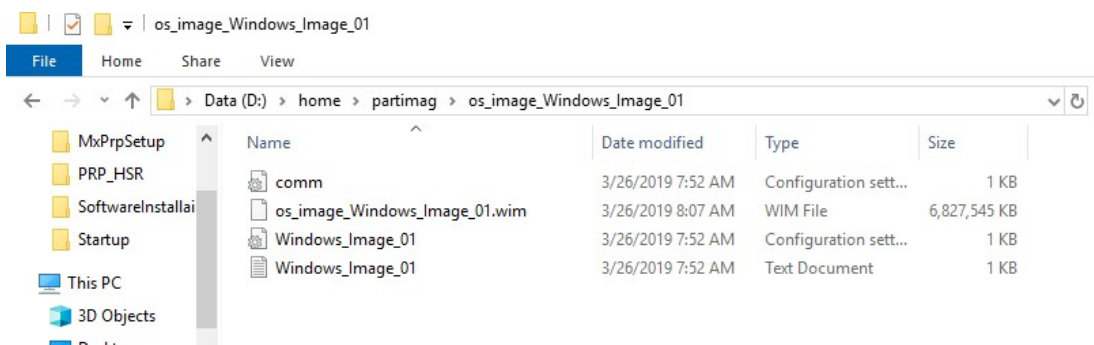 os_image_Windows_Image_01
File Home Share View
Data (D:) > home > partimag > os_image_Windows_Image_01
Name Date modified Type Size
MxPrpSetup
PRP_HSR
SoftwareInstallai
Startup
This PC
3D Objects
comm 3/26/2019 7:52 AM Configuration sett... 1 KB
os_image_Windows_Image_01.wim 3/26/2019 8:07 AM WIM File 6,827,545 KB
Windows_Image_01 3/26/2019 7:52 AM Configuration sett... 1 KB
Windows_Image_01 3/26/2019 7:52 AM Text Document 1 KB